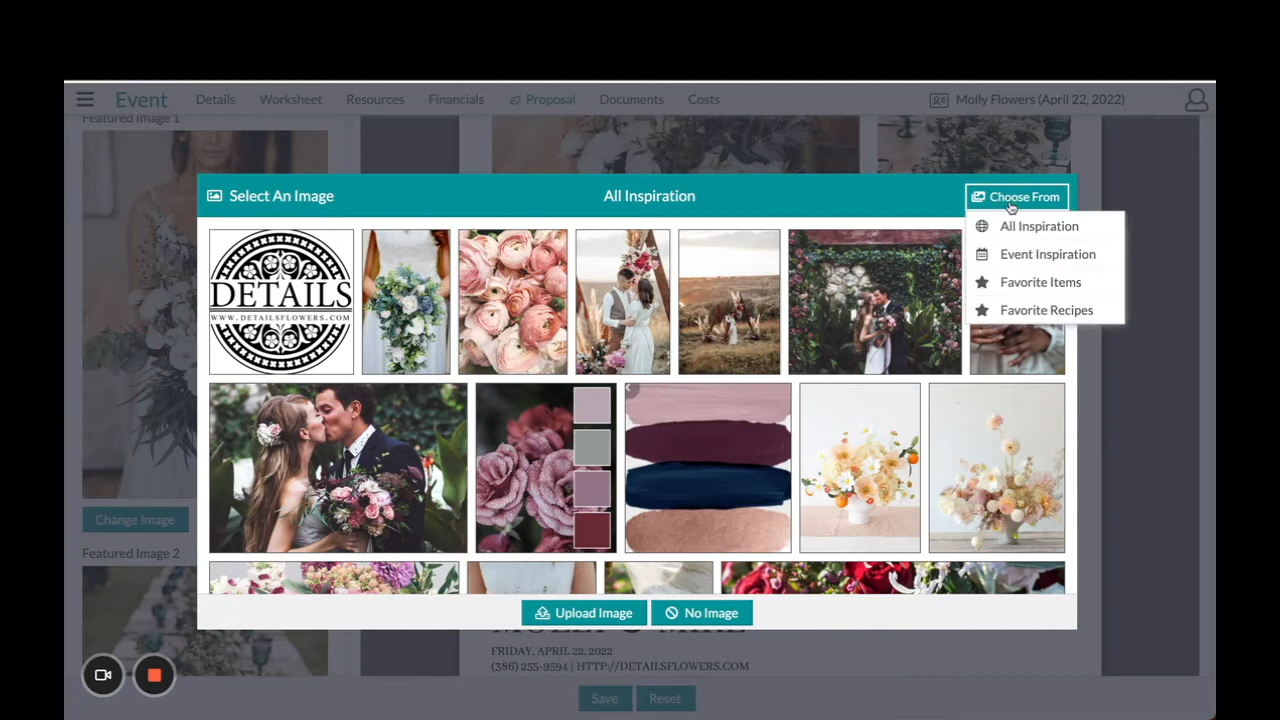 Event
Details
Worksheet
Resources
Financials
Proposal
Documents
Costs
Molly Flowers (April 22, 2022)
Featured Image 1
Select An Image
All Inspiration
Choose From
All Inspiration
Event Inspiration
Favorite Items
Favorite Recipes
DETAILS
WWW.DETAILSFLOWERS.COM
Change Image
Featured Image 2
Upload Image
No Image
FRIDAY, APRIL 22, 2022
(386) 255-9594 | HTTP://DETAILSFLOWERS.COM
Save
Reset